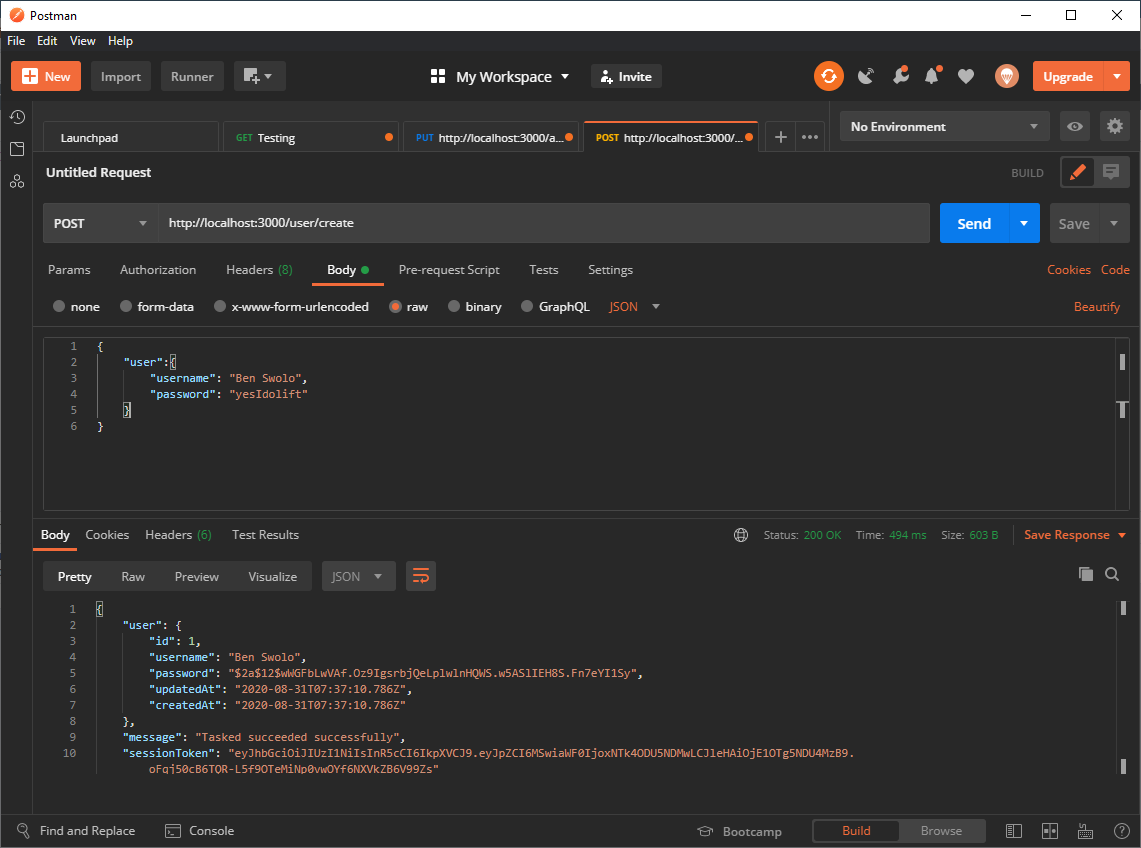 Postman
File Edit View Help
New Import Runner My Workspace Invite Upgrade
Launchpad GET Testing PUT http://localhost:3000/a... POST http://localhost:3000/... No Environment
Untitled Request BUILD
POST http://localhost:3000/user/create Send Save
Params Authorization Headers (8) Body Pre-request Script Tests Settings Cookies Code
none form-data x-www-form-urlencoded raw binary GraphQL JSON Beautify
1 {
2 "user":{
3 "username": "Ben Swolo",
4 "password": "yesIdolift"
5 }
6 }
Body Cookies Headers (6) Test Results Status: 200 OK Time: 494 ms Size: 603 B Save Response
Pretty Raw Preview Visualize JSON
1 {
2 "user": {
3 "id": 1,
4 "username": "Ben Swolo",
5 "password": "$2a$12$wWGFbLwVAf.Oz9IgsrbjQeLplwlnHQWS.w5ASlIEH8S.Fn7eYI1Sy",
6 "updatedAt": "2020-08-31T07:37:10.786Z",
7 "createdAt": "2020-08-31T07:37:10.786Z"
8 },
9 "message": "Tasked succeeded successfully",
10 "sessionToken": "eyJhbGciOiJIUzI1NiIsInR5cCI6IkpXVCJ9.eyJpZCI6MSwiaWF0IjoxNTk4ODU5NDMwLCJleHAiOjE1OTg5NDU4MzB9.
oFqj50cB6TQR-L5f9OTeMiNp0vwOYf6NXVkZB6V99Zs"
Find and Replace Console Bootcamp Build Browse